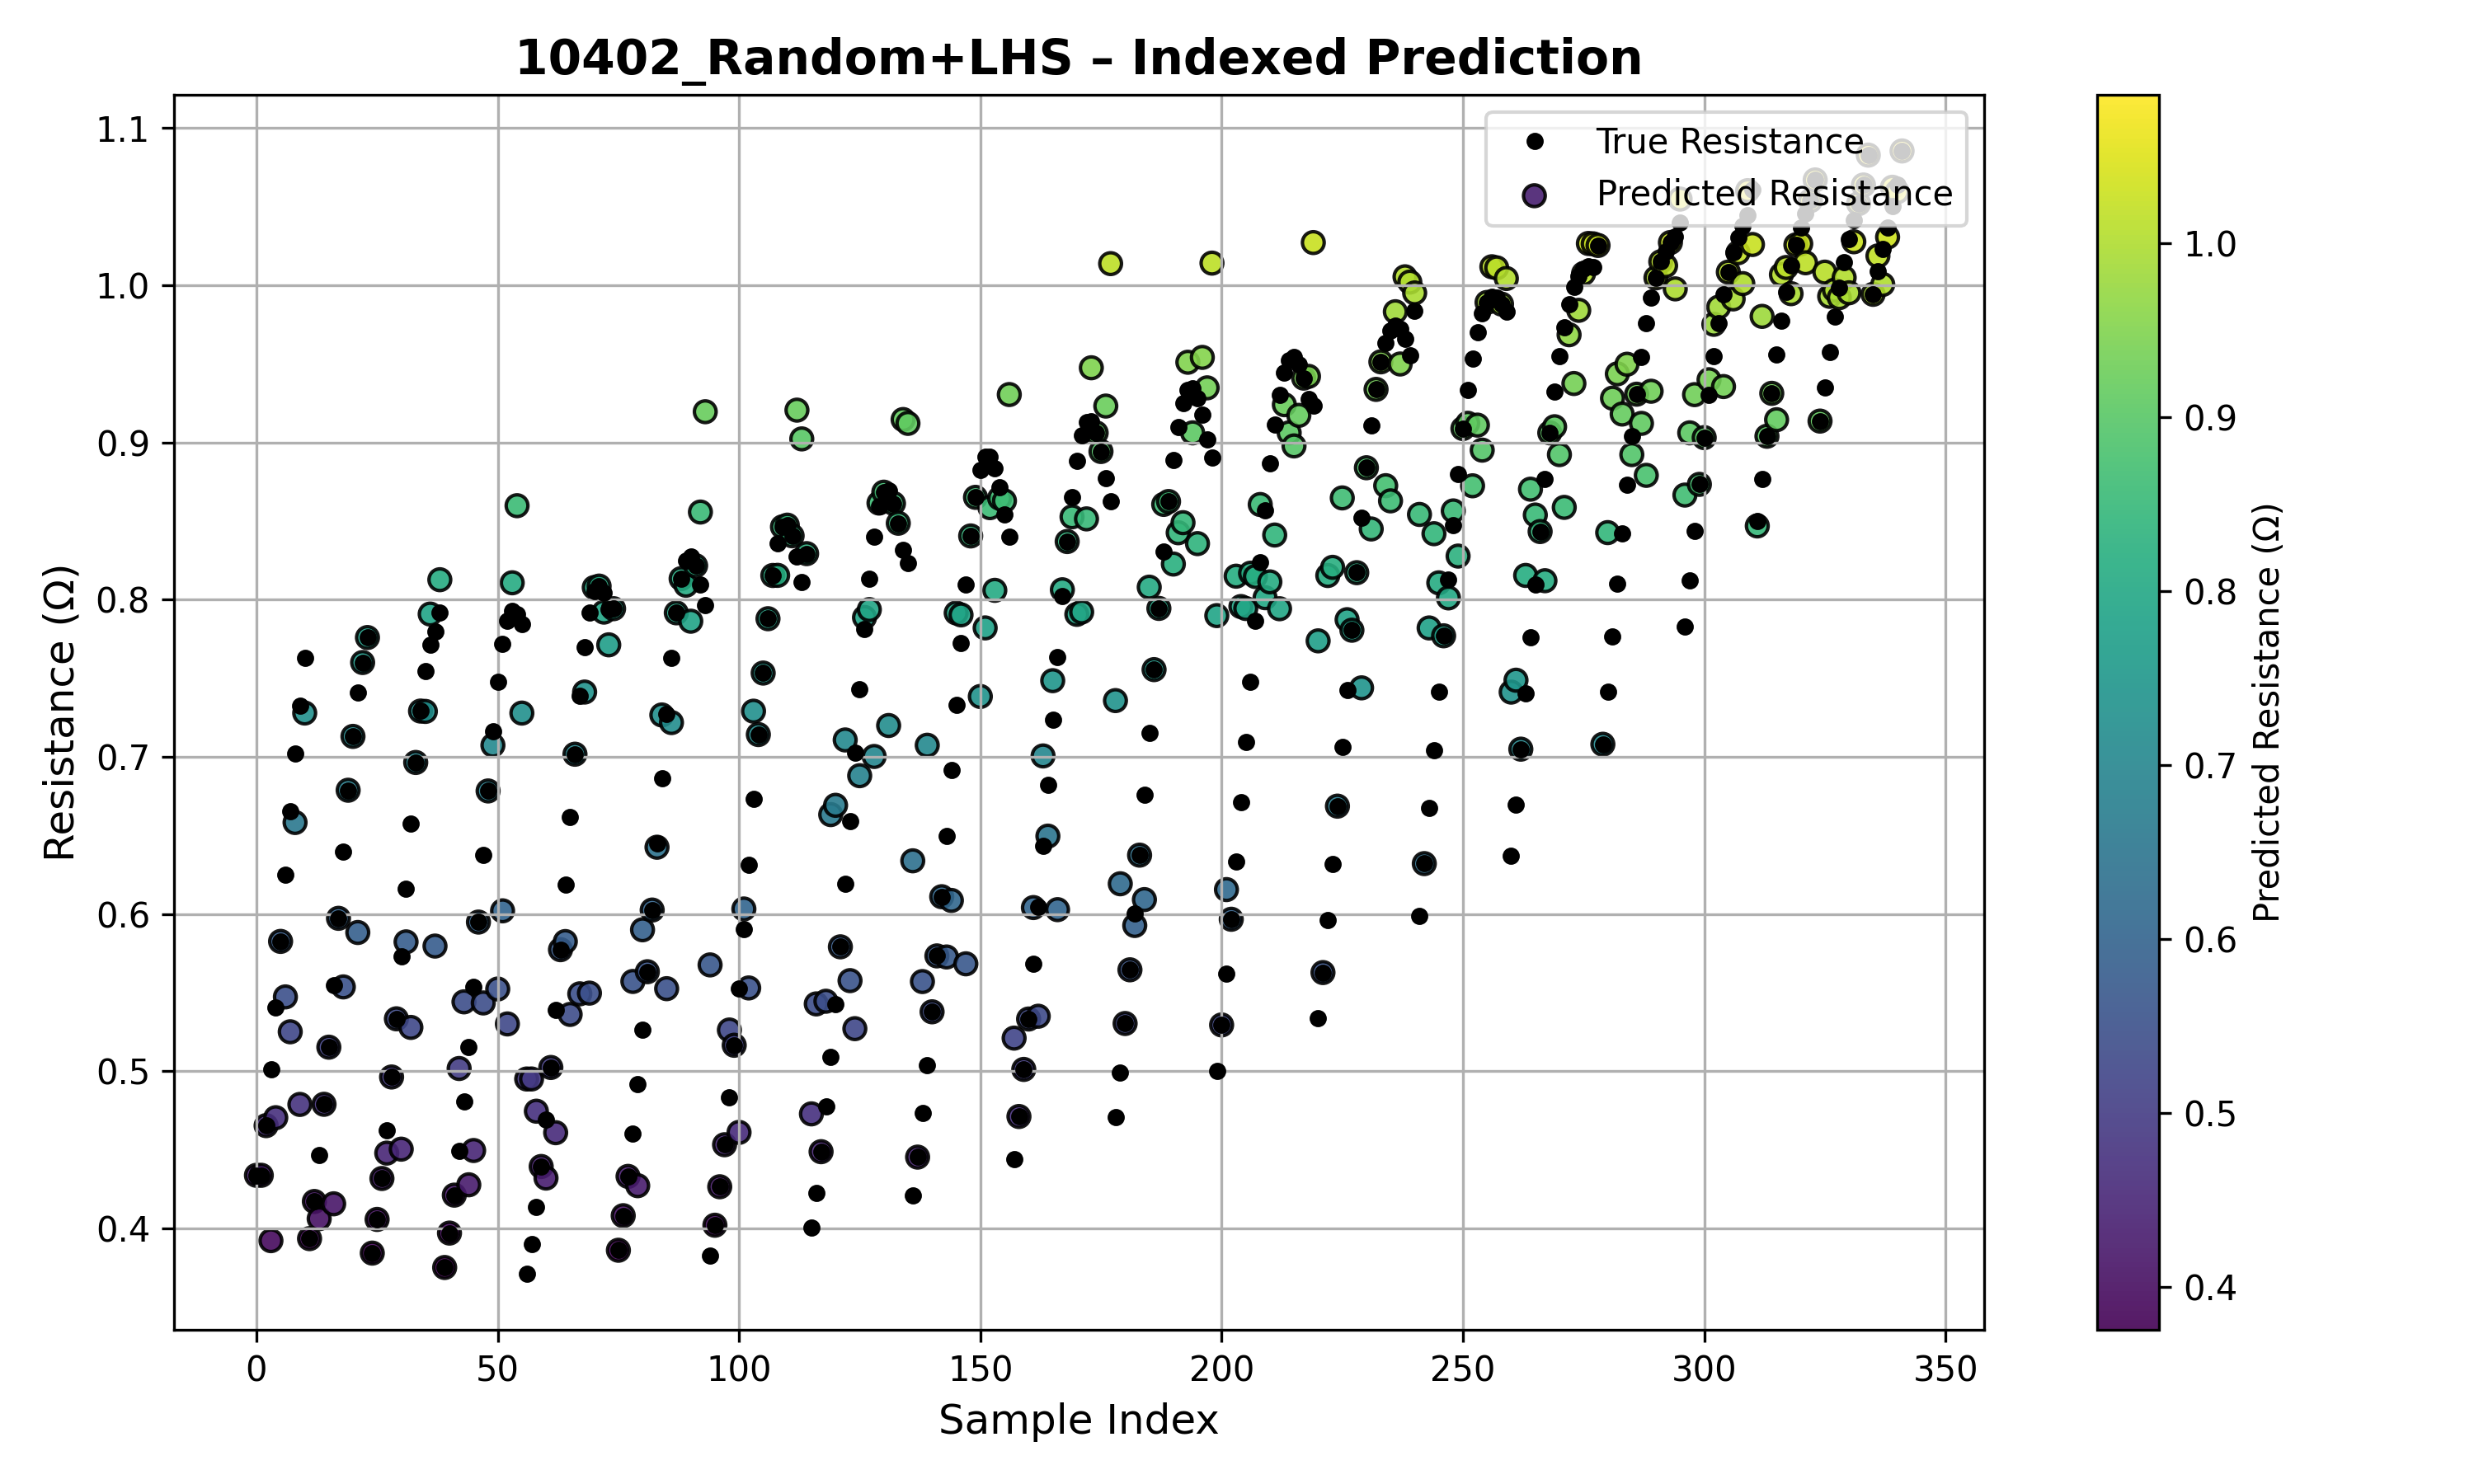 10402_Random+LHS – Indexed Prediction
True Resistance
Predicted Resistance
1.1
1.0
0.9
0.8
0.7
0.6
0.5
0.4
Resistance (Ω)
0 50 100 150 200 250 300 350
Sample Index
1.0
0.9
0.8
0.7
0.6
0.5
0.4
Predicted Resistance (Ω)